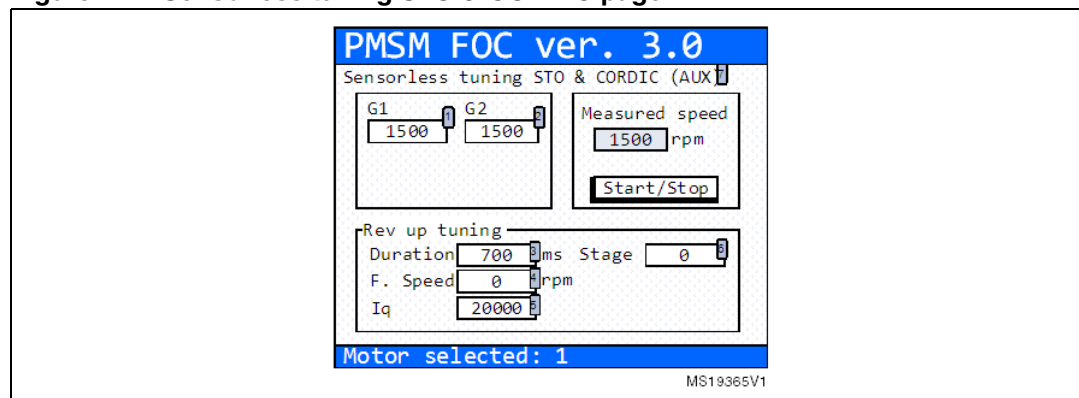 PMSM FOC ver. 3.0
Sensorless tuning STO & CORDIC (AUX) 7
G1 1 G2 2
1500 1500
Measured speed
1500 rpm
Start/Stop
Rev up tuning
Duration 700 3 ms Stage 0 6
F. Speed 0 4 rpm
Iq 20000 5
Motor selected: 1
MS19365V1